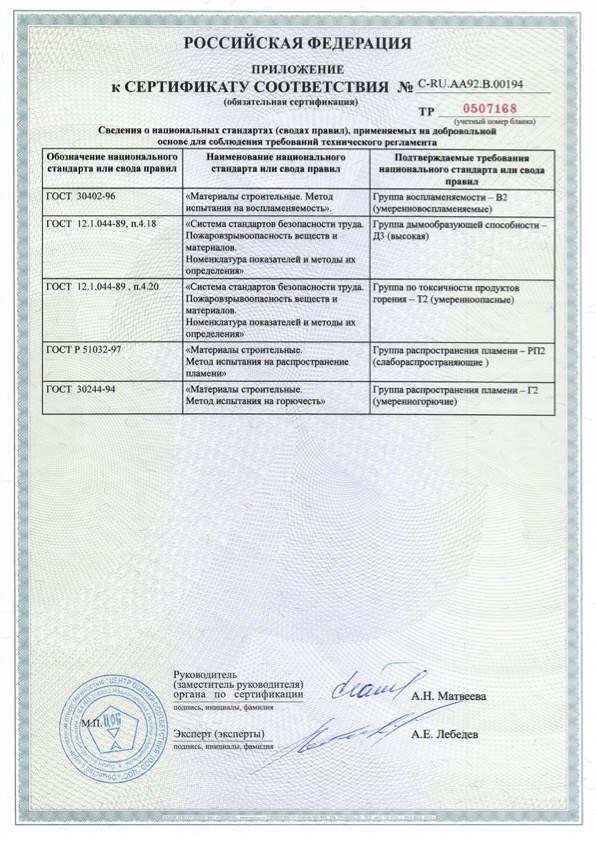 РОССИЙСКАЯ ФЕДЕРАЦИЯ
ПРИЛОЖЕНИЕ
к СЕРТИФИКАТУ СООТВЕТСТВИЯ № C-RU.AA92.B.00194
(обязательная сертификация)
ТР 0507168
(учетный номер бланка)
Сведения о национальных стандартах (сводах правил), применяемых на добровольной
основе для соблюдения требований технического регламента
Обозначение национального
стандарта или свода правил
Наименование национального
стандарта или свода правил
Подтверждаемые требования
национального стандарта или свода
правил
ГОСТ 30402-96
«Материалы строительные. Метод
испытания на воспламеняемость».
Группа воспламеняемости – В2
(умеренновоспламеняемые)
ГОСТ 12.1.044-89, п.4.18
«Система стандартов безопасности труда.
Пожаровзрывоопасность веществ и
материалов.
Номенклатура показателей и методы их
определения»
Группа дымообразующей способности –
Д3 (высокая)
ГОСТ 12.1.044-89 , п.4.20
«Система стандартов безопасности труда.
Пожаровзрывоопасность веществ и
материалов.
Номенклатура показателей и методы их
определения»
Группа по токсичности продуктов
горения – Т2 (умеренноопасные)
ГОСТ Р 51032-97
«Материалы строительные.
Метод испытания на распространение
пламени»
Группа распространения пламени – РП2
(слабораспространяющие )
ГОСТ 30244-94
«Материалы строительные.
Метод испытания на горючесть»
Группа распространения пламени – Г2
(умеренногорючие)
Руководитель
(заместитель руководителя)
органа по сертификации
подпись, инициалы, фамилия
А.Н. Матвеева
М.П.
Эксперт (эксперты)
подпись, инициалы, фамилия
А.Е. Лебедев